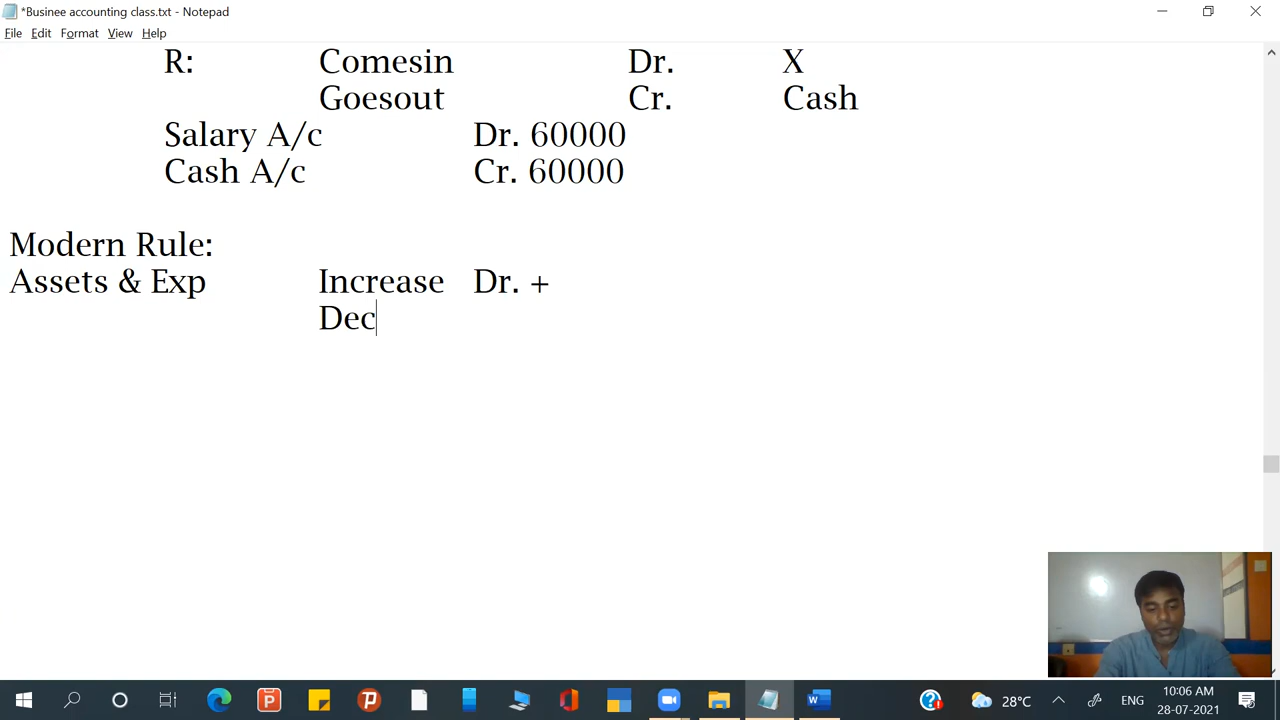 *Businee accounting class.txt - Notepad
File Edit Format View Help
R: Comesin Dr. X
Goesout Cr. Cash
Salary A/c Dr. 60000
Cash A/c Cr. 60000
Modern Rule:
Assets & Exp Increase Dr. +
Dec
28°C ENG 10:06 AM
28-07-2021